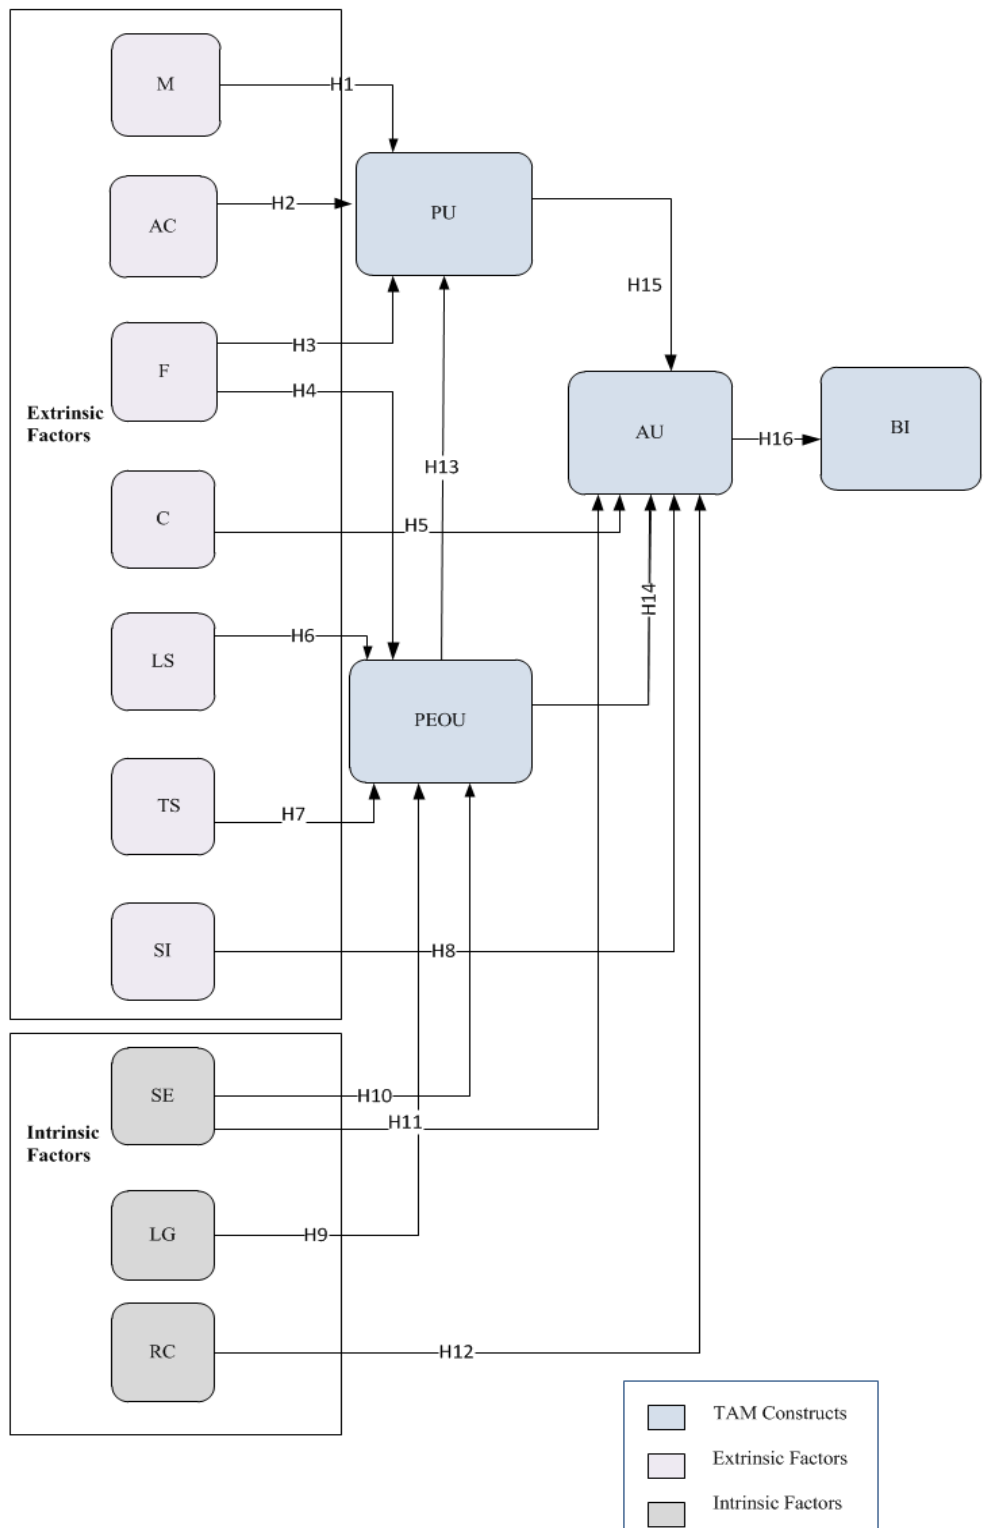 M
H1
AC
H2
PU
F
H3
H4
H15
Extrinsic
Factors
AU
H16
BI
H13
C
H5
H14
LS
H6
PEOU
TS
H7
SI
H8
SE
H10
H11
Intrinsic
Factors
LG
H9
RC
H12
TAM Constructs
Extrinsic Factors
Intrinsic Factors